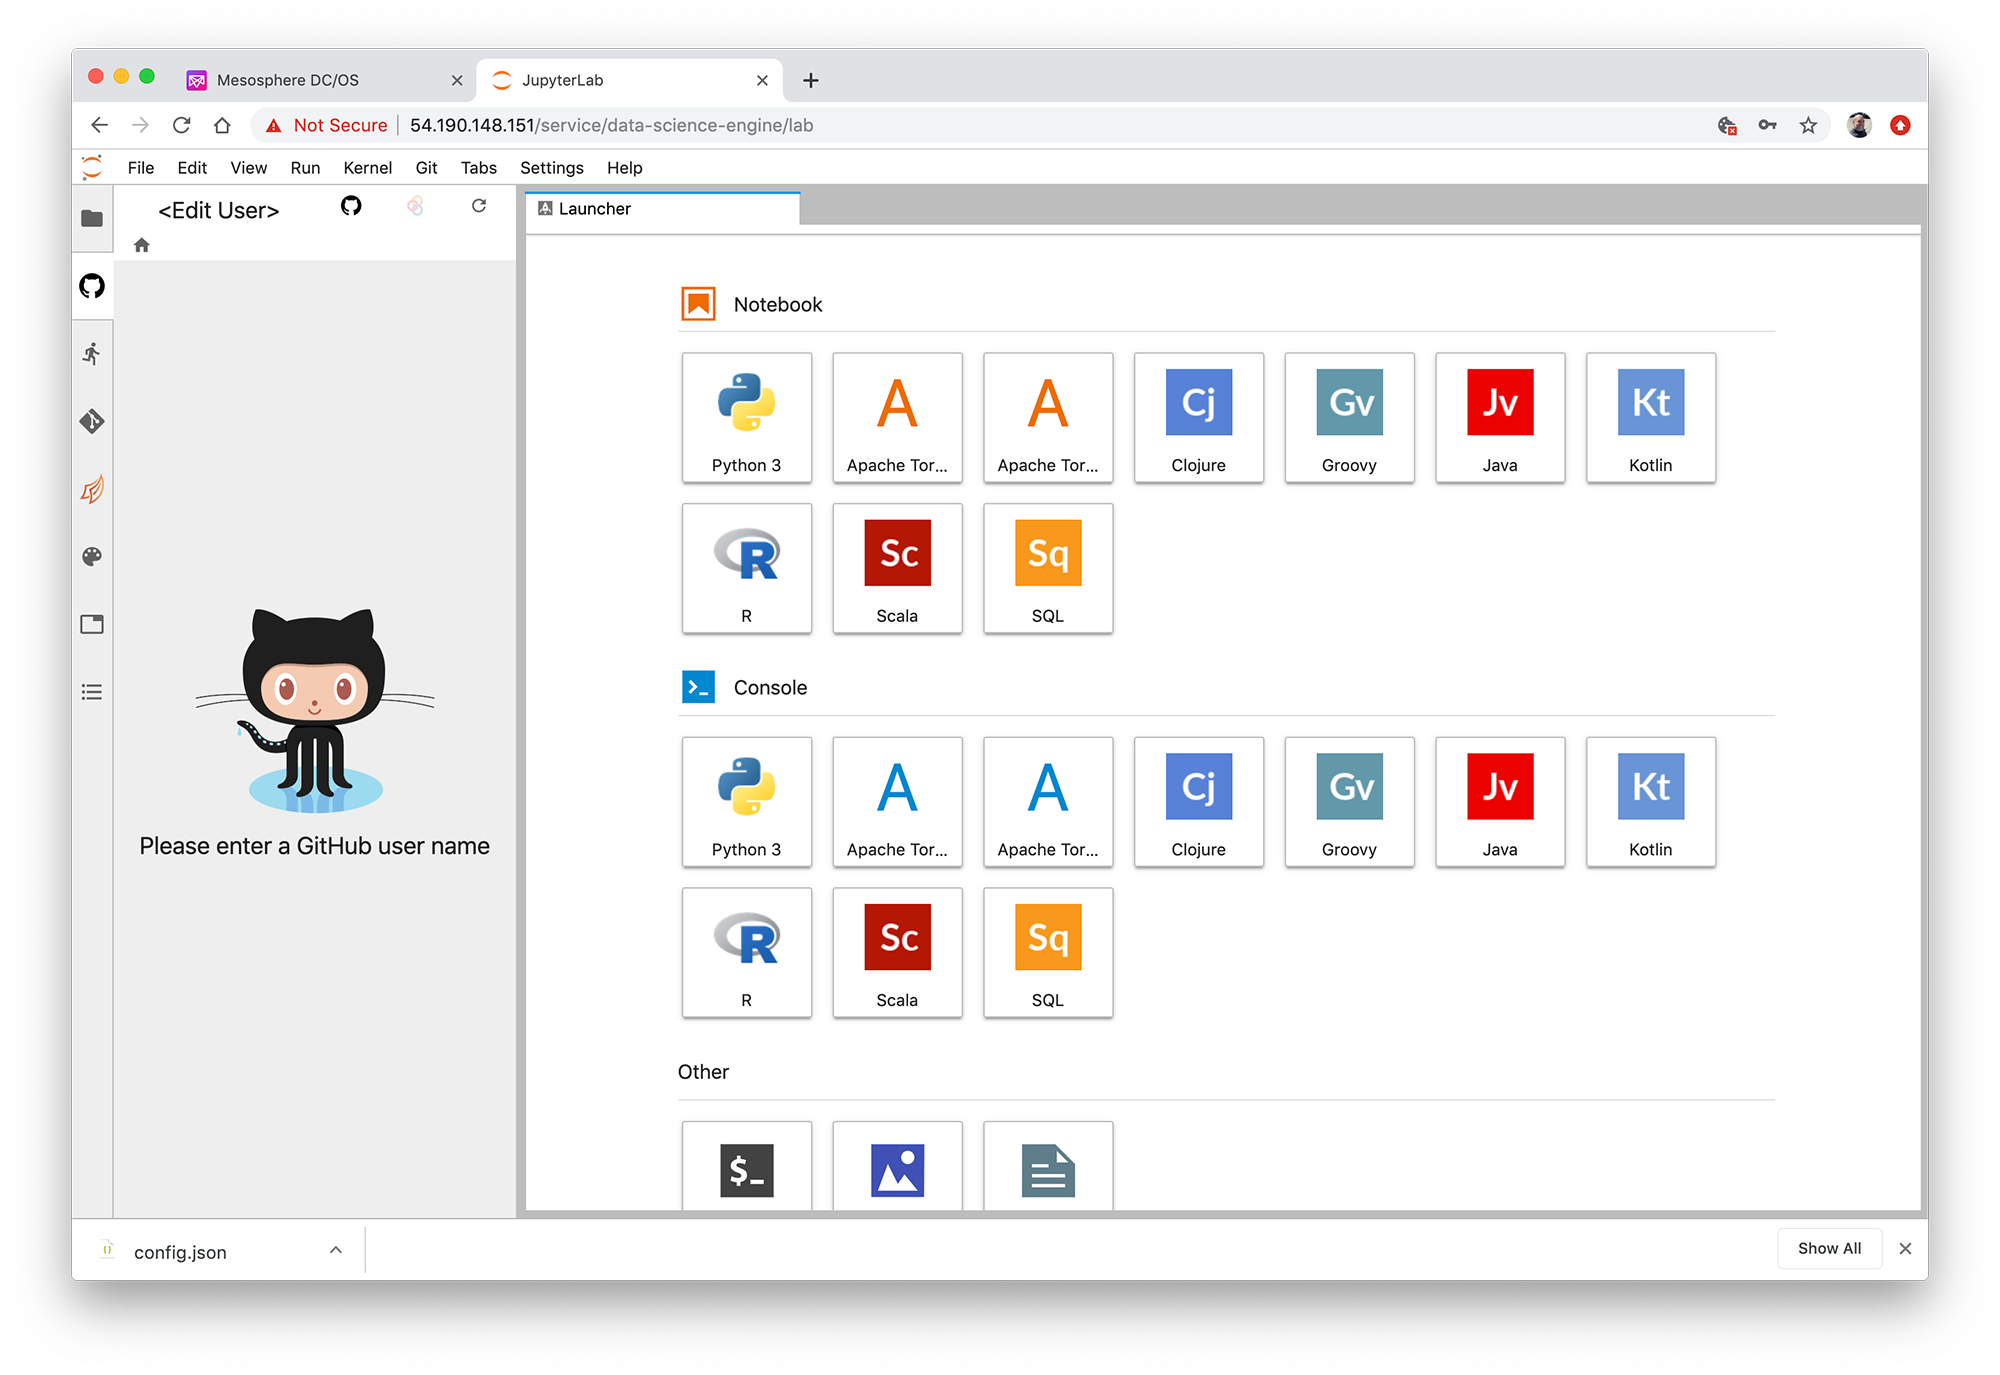 Mesosphere DC/OS
JupyterLab
Not Secure
54.190.148.151/service/data-science-engine/lab
File Edit View Run Kernel Git Tabs Settings Help
<Edit User>
Launcher
Please enter a GitHub user name
Notebook
Python 3
A
Apache Tor...
A
Apache Tor...
Cj
Clojure
Gv
Groovy
Jv
Java
Kt
Kotlin
R
R
Sc
Scala
Sq
SQL
Console
Python 3
A
Apache Tor...
A
Apache Tor...
Cj
Clojure
Gv
Groovy
Jv
Java
Kt
Kotlin
R
R
Sc
Scala
Sq
SQL
Other
$_
config.json
Show All